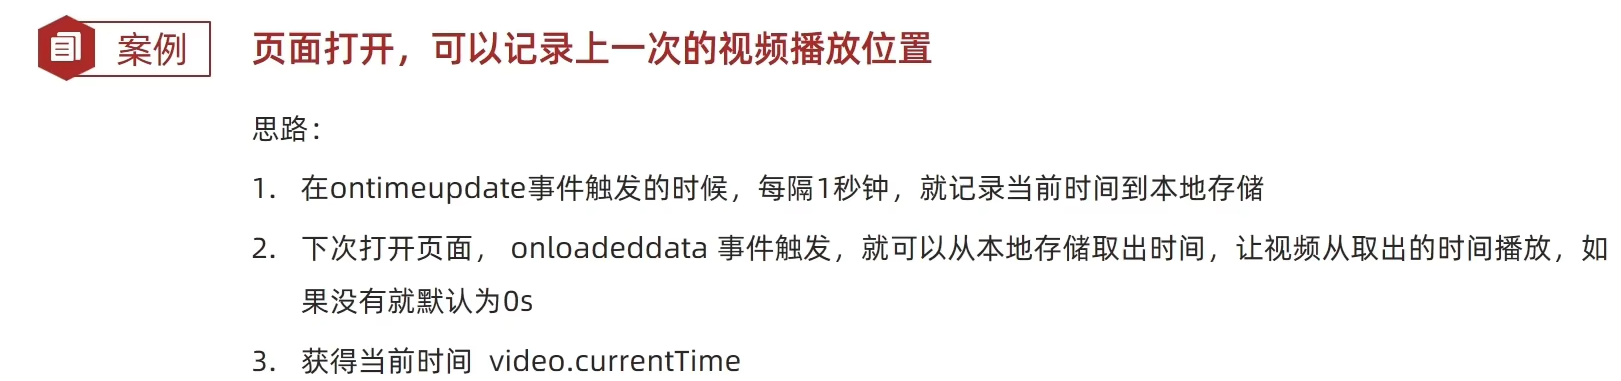 案例
页面打开，可以记录上一次的视频播放位置
思路：
1. 在ontimeupdate事件触发的时候，每隔1秒钟，就记录当前时间到本地存储
2. 下次打开页面， onloadeddata 事件触发，就可以从本地存储取出时间，让视频从取出的时间播放，如
果没有就默认为0s
3. 获得当前时间 video.currentTime